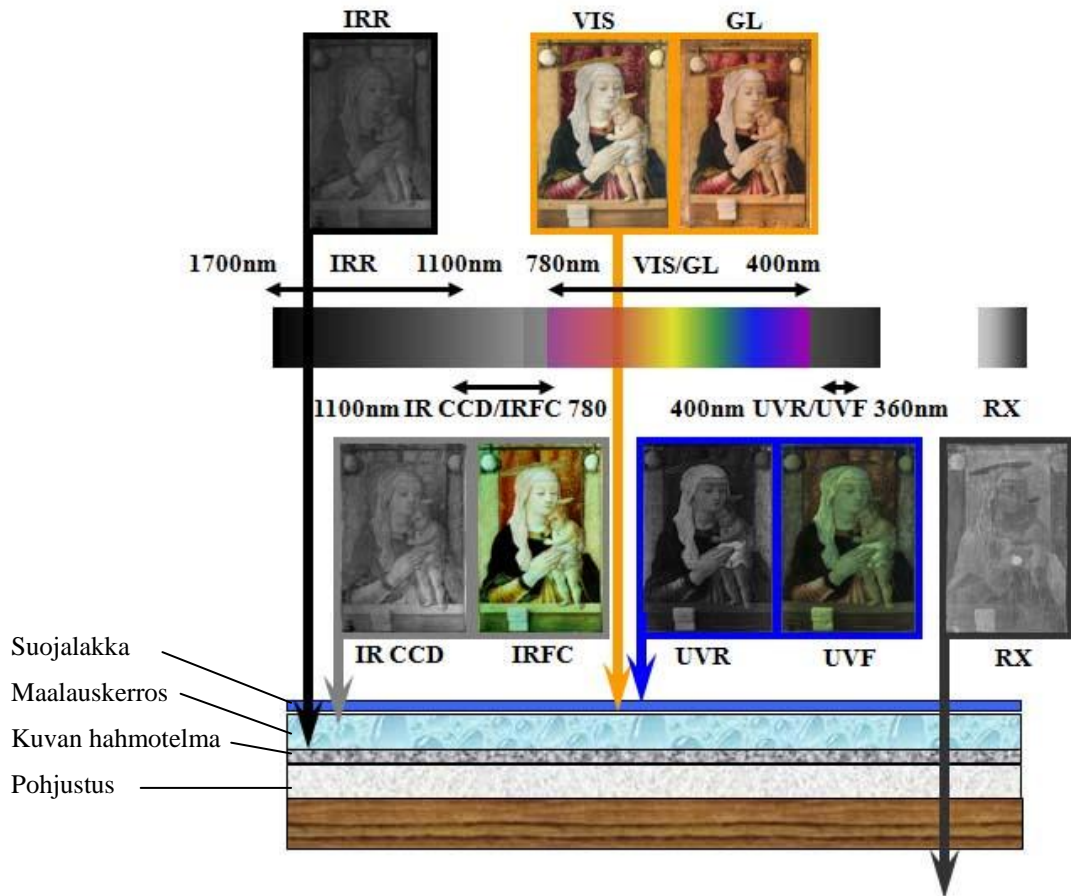 IRR VIS GL
1700nm IRR 1100nm 780nm VIS/GL 400nm
1100nm IR CCD/IRFC 780 400nm UVR/UVF 360nm RX
IR CCD IRFC UVR UVF RX
Suojalakka
Maalauskerros
Kuvan hahmotelma
Pohjustus